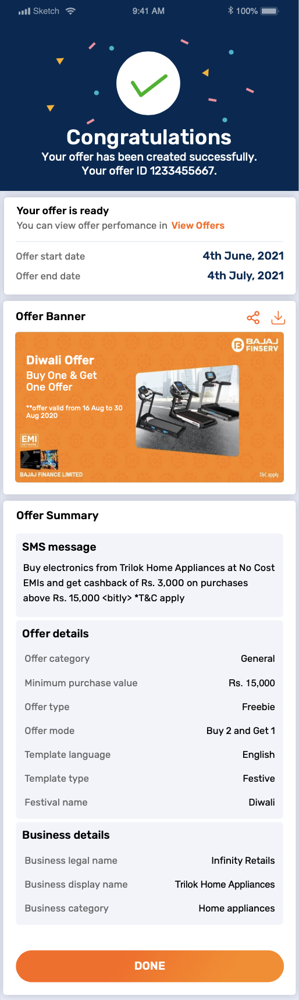 Sketch 9:41 AM 100%
Congratulations
Your offer has been created successfully.
Your offer ID 1233455667.
Your offer is ready
You can view offer perfomance in View Offers
Offer start date 4th June, 2021
Offer end date 4th July, 2021
Offer Banner
BAJAJ
FINSERV
Diwali Offer
Buy One & Get
One Offer
**offer valid from 16 Aug to 30
Aug 2020
EMI
NETWORK
BAJAJ FINANCE LIMITED T&C apply
Offer Summary
SMS message
Buy electronics from Trilok Home Appliances at No Cost
EMIs and get cashback of Rs. 3,000 on purchases
above Rs. 15,000 <bitly> *T&C apply
Offer details
Offer category General
Minimum purchase value Rs. 15,000
Offer type Freebie
Offer mode Buy 2 and Get 1
Template language English
Template type Festive
Festival name Diwali
Business details
Business legal name Infinity Retails
Business display name Trilok Home Appliances
Business category Home appliances
DONE